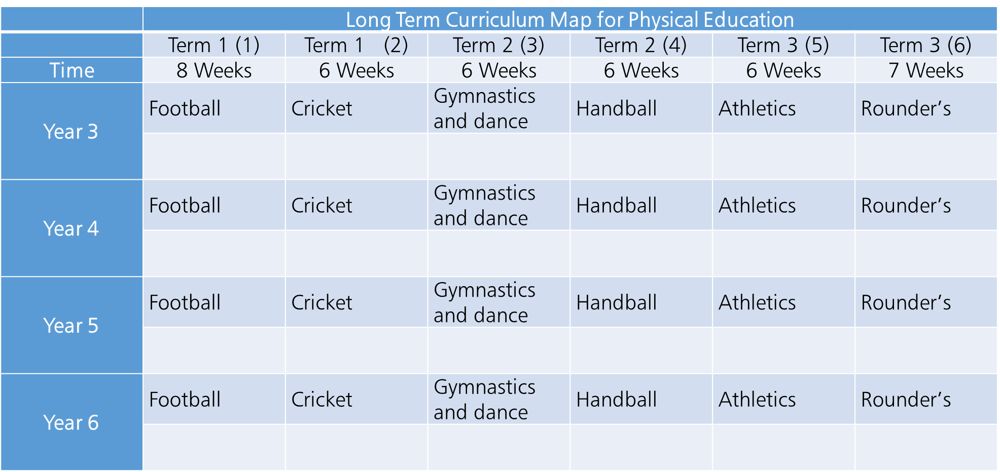 Long Term Curriculum Map for Physical Education
Term 1 (1) Term 1 (2) Term 2 (3) Term 2 (4) Term 3 (5) Term 3 (6)
Time 8 Weeks 6 Weeks 6 Weeks 6 Weeks 6 Weeks 7 Weeks
Year 3
Football
Cricket
Gymnastics
and dance
Handball
Athletics
Rounder’s
Year 4
Football
Cricket
Gymnastics
and dance
Handball
Athletics
Rounder’s
Year 5
Football
Cricket
Gymnastics
and dance
Handball
Athletics
Rounder’s
Year 6
Football
Cricket
Gymnastics
and dance
Handball
Athletics
Rounder’s